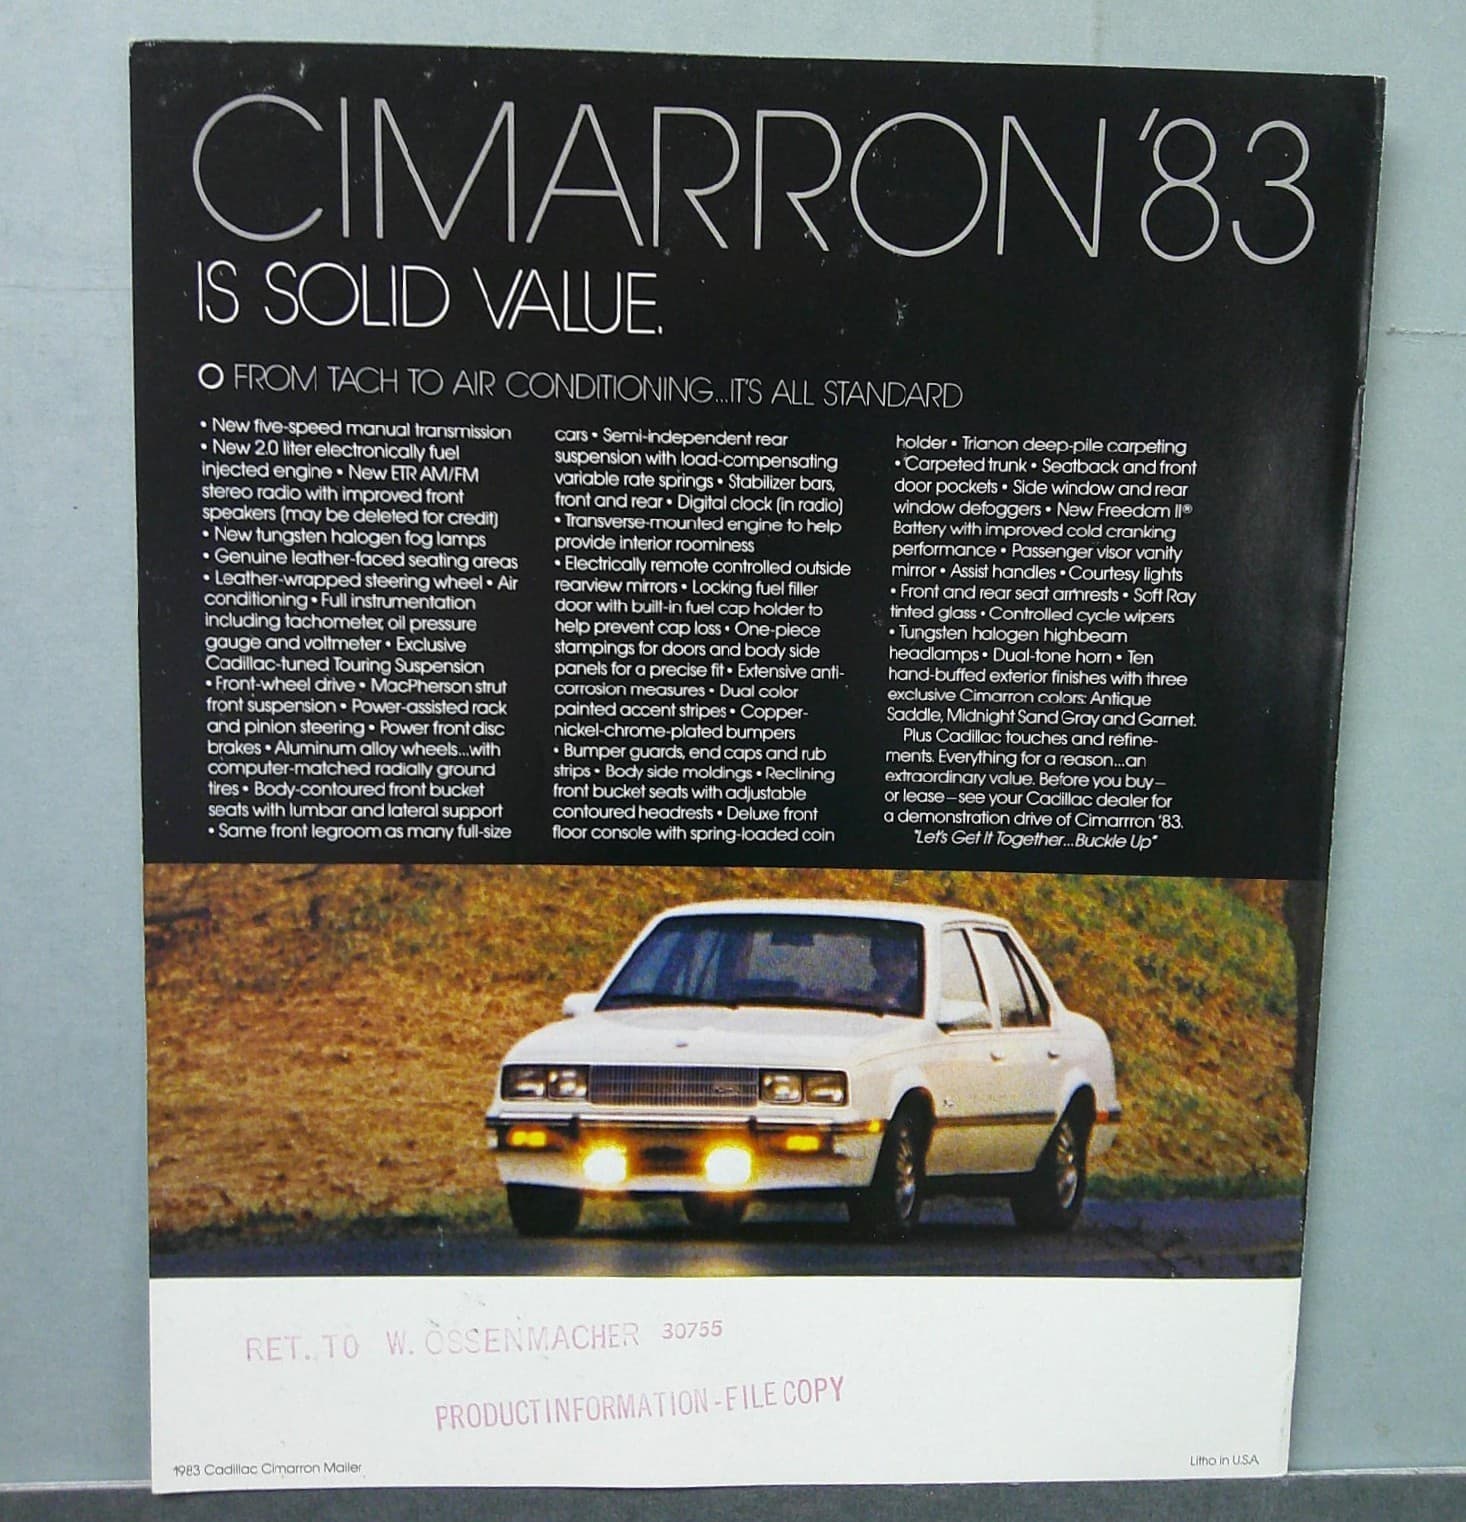 CIMARRON '83
IS SOLID VALUE.
O FROM TACH TO AIR CONDITIONING...IT'S ALL STANDARD
• New five-speed manual transmission
• New 2.0 liter electronically fuel
injected engine • New ETR AM/FM
stereo radio with improved front
speakers (may be deleted for credit)
• New tungsten halogen fog lamps
• Genuine leather-faced seating areas
• Leather-wrapped steering wheel • Air
conditioning • Full instrumentation
including tachometer, oil pressure
gauge and voltmeter • Exclusive
Cadillac-tuned Touring Suspension
• Front-wheel drive • MacPherson strut
front suspension • Power-assisted rack
and pinion steering • Power front disc
brakes • Aluminum alloy wheels...with
computer-matched radially ground
tires • Body-contoured front bucket
seats with lumbar and lateral support
• Same front legroom as many full-size
cars • Semi-independent rear
suspension with load-compensating
variable rate springs • Stabilizer bars,
front and rear • Digital clock (in radio)
• Transverse-mounted engine to help
provide interior roominess
• Electrically remote controlled outside
rearview mirrors • Locking fuel filler
door with built-in fuel cap holder to
help prevent cap loss • One-piece
stampings for doors and body side
panels for a precise fit • Extensive anti-
corrosion measures • Dual color
painted accent stripes • Copper-
nickel-chrome-plated bumpers
• Bumper guards, end caps and rub
strips • Body side moldings • Reclining
front bucket seats with adjustable
contoured headrests • Deluxe front
floor console with spring-loaded coin
holder • Trianon deep-pile carpeting
• Carpeted trunk • Seatback and front
door pockets • Side window and rear
window defoggers • New Freedom II®
Battery with improved cold cranking
performance • Passenger visor vanity
mirror • Assist handles • Courtesy lights
• Front and rear seat armrests • Soft Ray
tinted glass • Controlled cycle wipers
• Tungsten halogen highbeam
headlamps • Dual-tone horn • Ten
hand-buffed exterior finishes with three
exclusive Cimarron colors: Antique
Saddle, Midnight Sand Gray and Garnet.
Plus Cadillac touches and refine-
ments. Everything for a reason...an
extraordinary value. Before you buy—
or lease—see your Cadillac dealer for
a demonstration drive of Cimarrron '83.
"Let's Get It Together...Buckle Up"
RET. TO W. OSSENMACHER 30755
PRODUCT INFORMATION - FILE COPY
1983 Cadillac Cimarron Mailer
Litho in U.S.A.